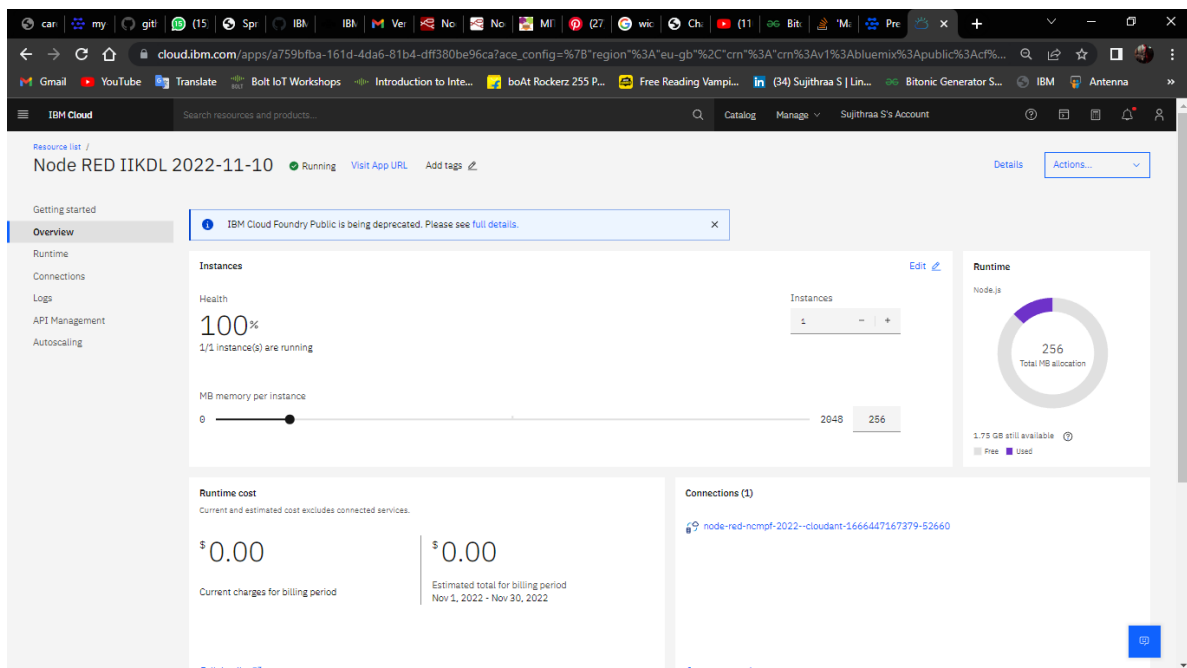 can
my
gitl
(15)
Spr
IBM
IBM
Ver
No
No
(27
wic
Ch
(11
Bito
'Ma
Pre
cloud.ibm.com/apps/a759bfba-161d-4da6-81b4-dff380be96ca?ace_config=%7B"region"%3A"eu-gb"%2C"crn"%3A"crn%3Av1%3Abluemix%3Apublic%3Acf%...
Gmail
YouTube
Translate
Bolt IoT Workshops
Introduction to Inte...
boAt Rockerz 255 P...
Free Reading Vampi...
(34) Sujithraa S | Lin...
Bitonic Generator S...
IBM
Antenna
»
IBM Cloud
Search resources and products...
Catalog
Manage
Sujithraa S's Account
Resource list /
Node RED IIKDL 2022-11-10
Running
Visit App URL
Add tags
Details
Actions...
Getting started
Overview
Runtime
Connections
Logs
API Management
Autoscaling
IBM Cloud Foundry Public is being deprecated. Please see full details.
Instances
Edit
Health
100%
1/1 instance(s) are running
Instances
1
MB memory per instance
0
2048
256
Runtime
Node.js
256
Total MB allocation
1.75 GB still available
Free
Used
Runtime cost
Current and estimated cost excludes connected services.
$0.00
Current charges for billing period
$0.00
Estimated total for billing period
Nov 1, 2022 - Nov 30, 2022
Connections (1)
node-red-ncmpf-2022--cloudant-1666447167379-52660